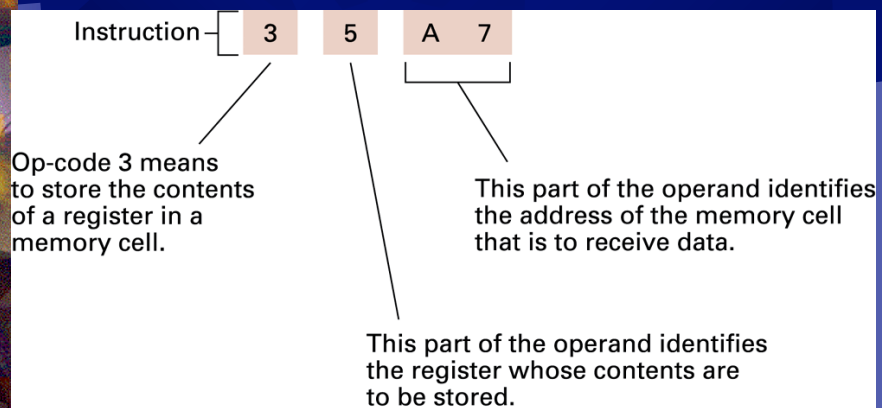 Instruction 3 5 A 7
Op-code 3 means
to store the contents
of a register in a
memory cell.
This part of the operand identifies
the address of the memory cell
that is to receive data.
This part of the operand identifies
the register whose contents are
to be stored.